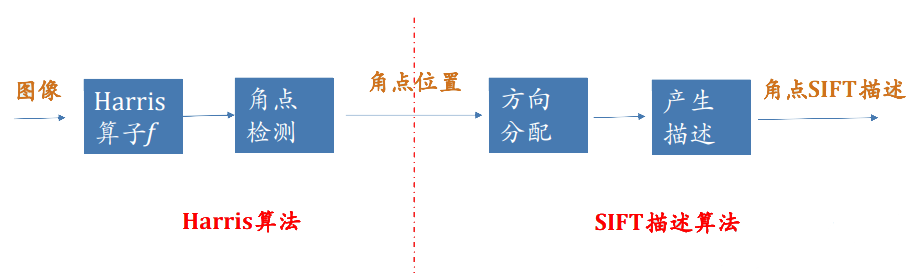 图像
Harris
算子f
角点
检测
角点位置
方向
分配
产生
描述
角点SIFT描述
Harris算法
SIFT描述算法